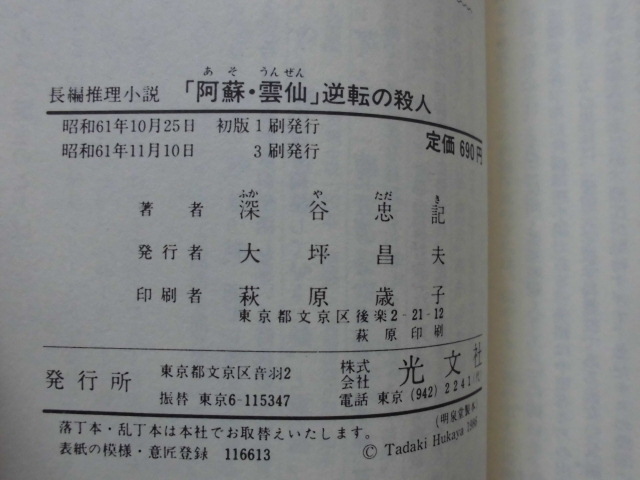 長編推理小説 「阿蘇・雲仙」逆転の殺人
あそ うんぜん
昭和61年10月25日 初版1刷発行
昭和61年11月10日 3刷発行
定価 690円
著者 深谷忠記
ふか や ただ き
発行者 大坪昌夫
印刷者 萩原歳子
東京都文京区後楽2-21-12
萩原印刷
発行所 東京都文京区音羽2 株式会社 光文社
振替 東京6-115347 電話 東京(942)2241(代)
落丁本・乱丁本は本社でお取替えいたします。 (明泉堂製本)
表紙の模様・意匠登録 116613 © Tadaki Hukaya 1986